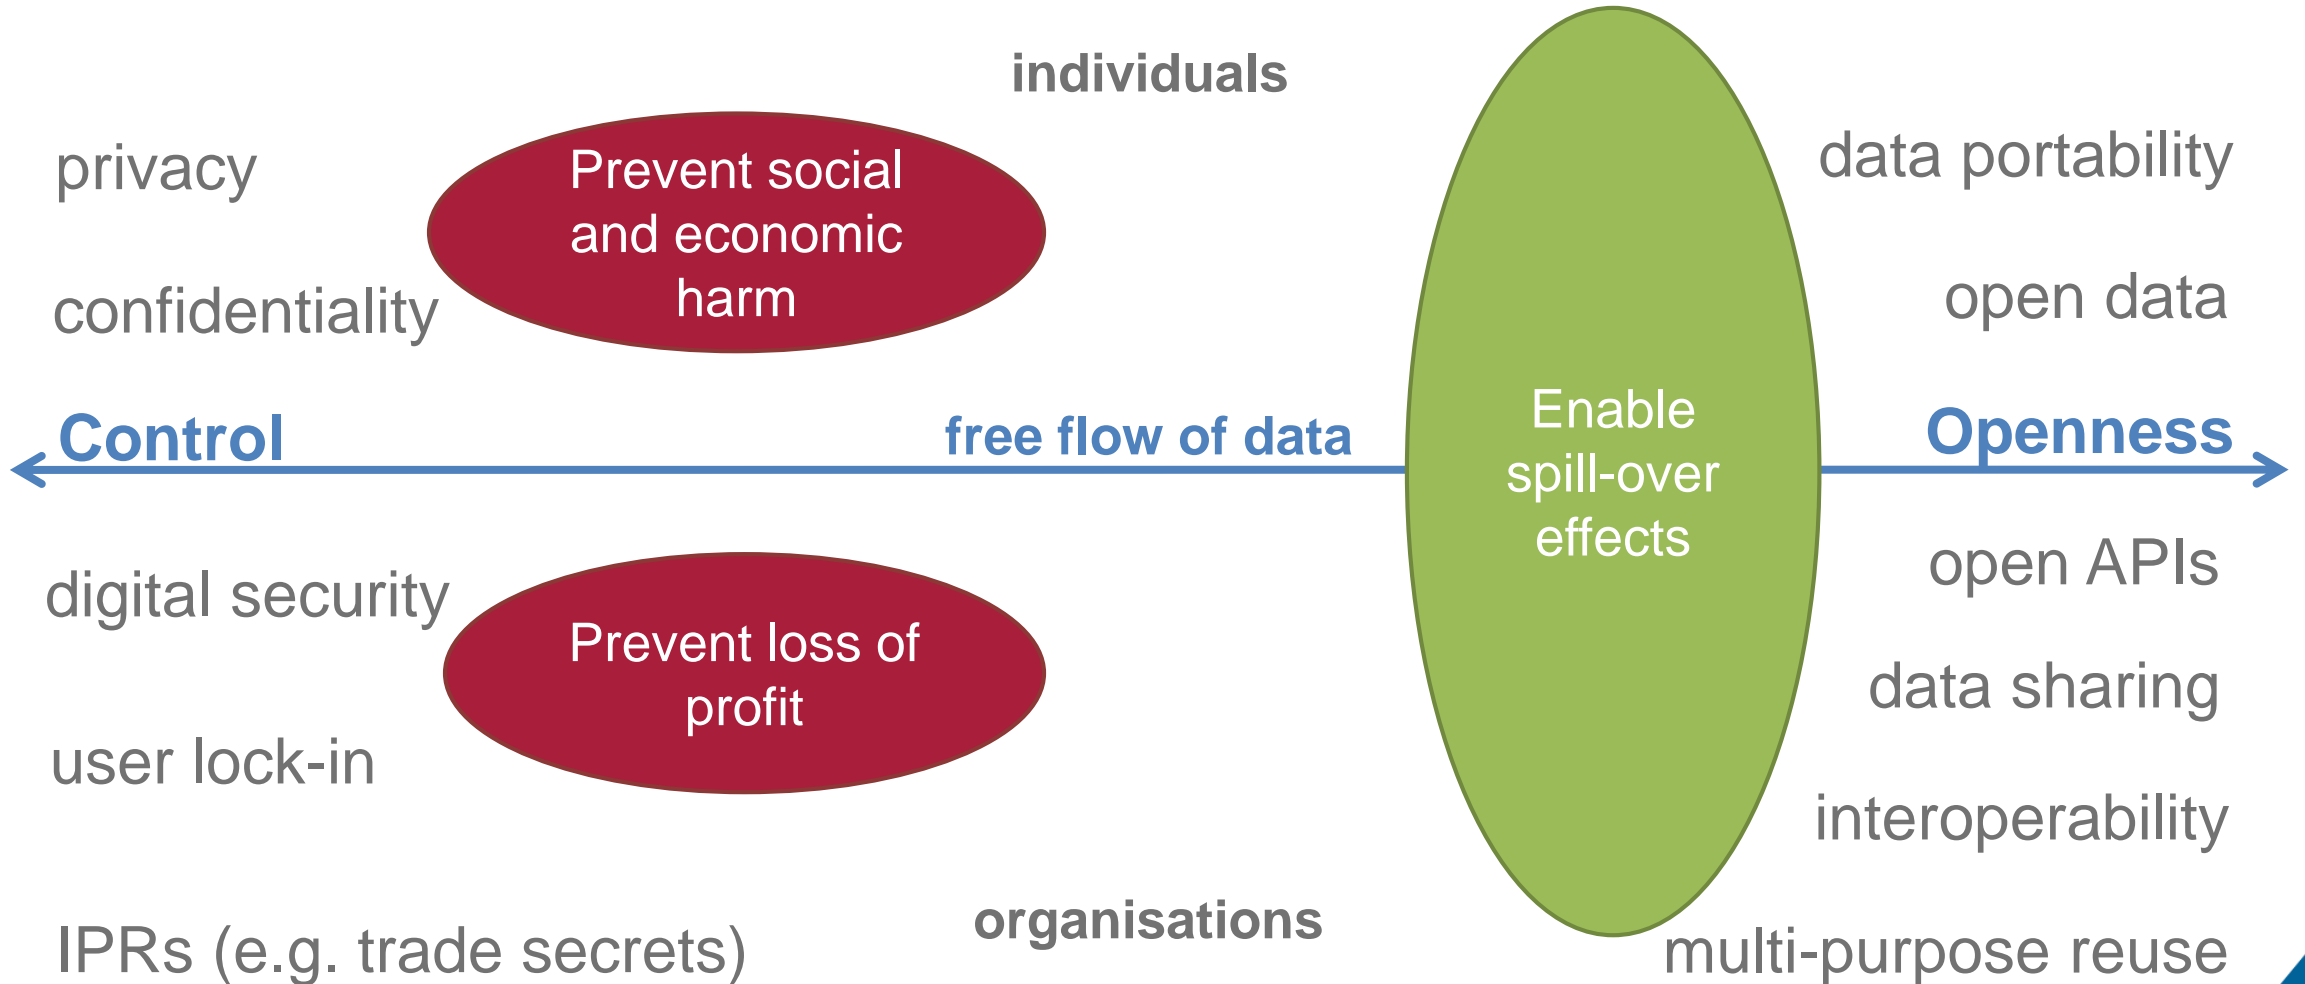 individuals
privacy
Prevent social
and economic
harm
data portability
confidentiality
open data
Control
free flow of data
Enable
spill-over
effects
Openness
digital security
open APIs
Prevent loss of
profit
data sharing
user lock-in
interoperability
organisations
IPRs (e.g. trade secrets)
multi-purpose reuse